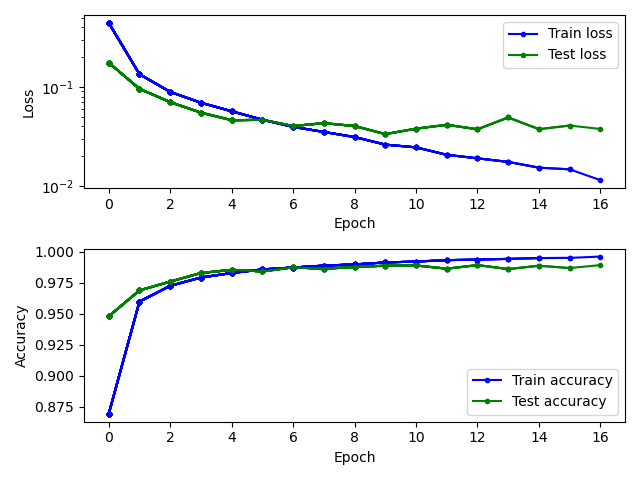 Loss
10⁻¹
10⁻²
Train loss
Test loss
0 2 4 6 8 10 12 14 16
Epoch
Accuracy
1.000
0.975
0.950
0.925
0.900
0.875
Train accuracy
Test accuracy
0 2 4 6 8 10 12 14 16
Epoch